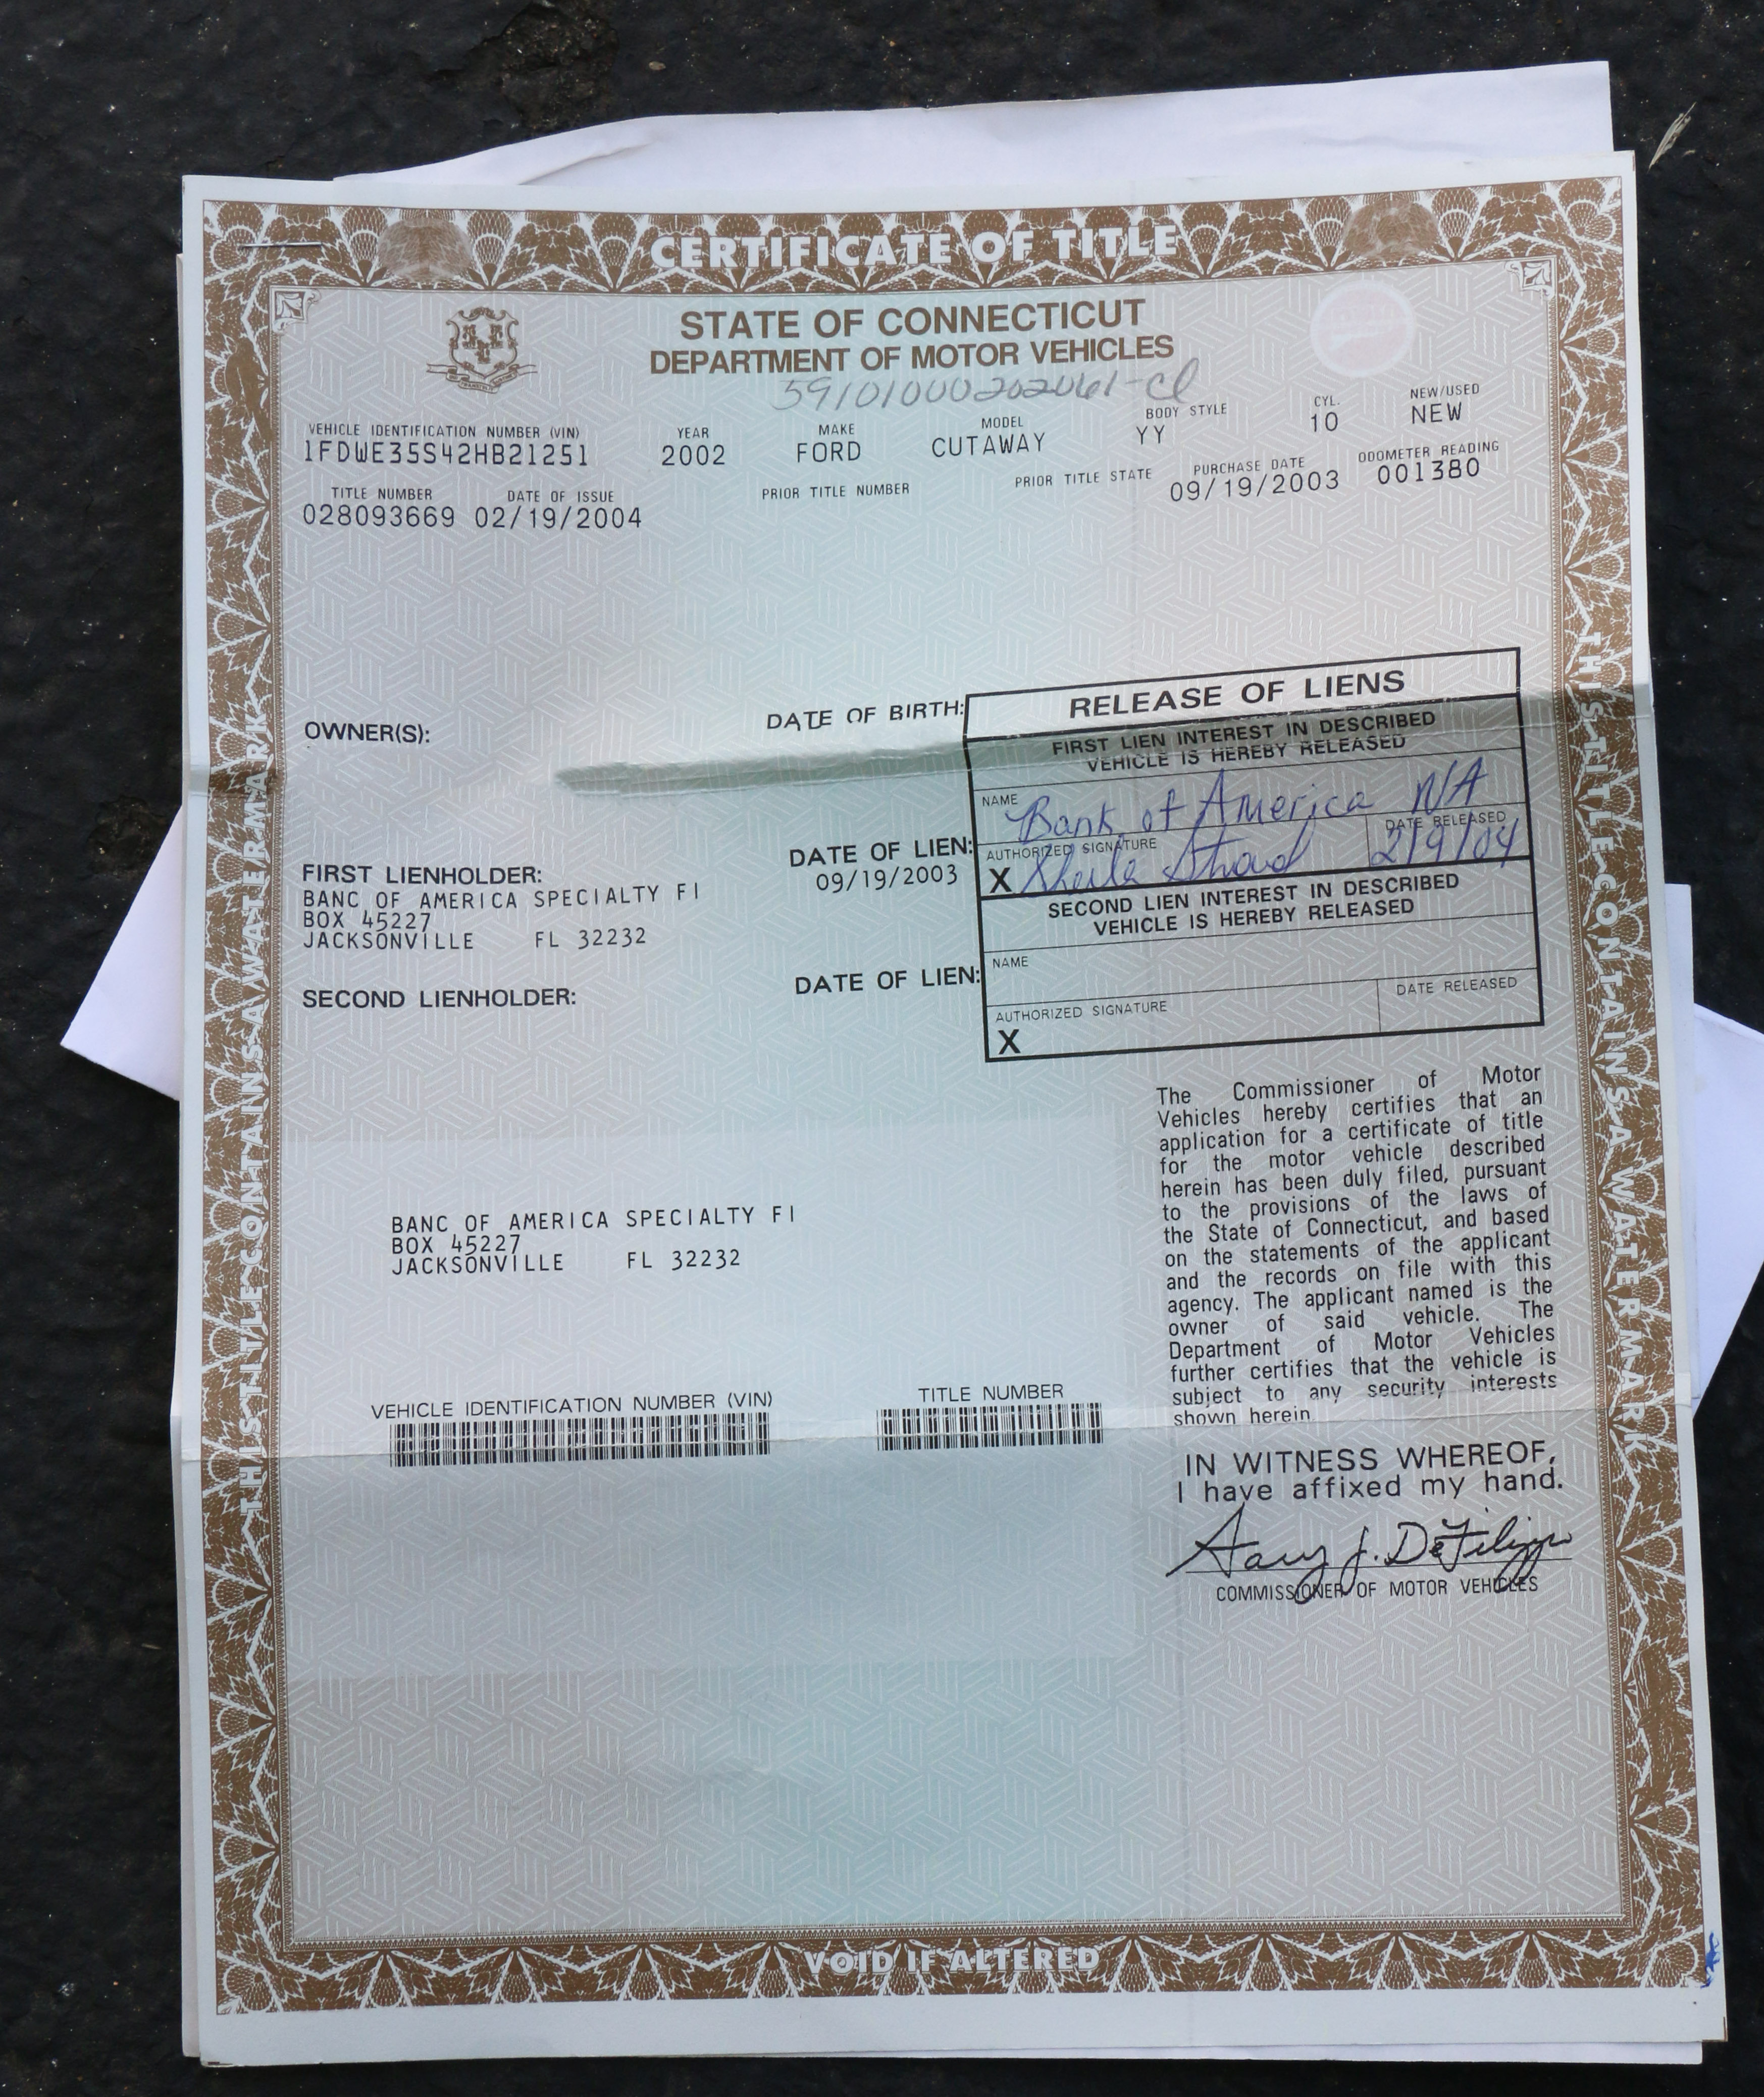 CERTIFICATE OF TITLE
STATE OF CONNECTICUT
DEPARTMENT OF MOTOR VEHICLES
59101000202061-Cl
VEHICLE IDENTIFICATION NUMBER (VIN) YEAR MAKE MODEL BODY STYLE CYL. NEW/USED
1FDWE35S42HB21251 2002 FORD CUTAWAY YY 10 NEW
TITLE NUMBER DATE OF ISSUE PRIOR TITLE NUMBER PRIOR TITLE STATE PURCHASE DATE ODOMETER READING
028093669 02/19/2004 09/19/2003 001380
OWNER(S):
DATE OF BIRTH:
RELEASE OF LIENS
FIRST LIEN INTEREST IN DESCRIBED
VEHICLE IS HEREBY RELEASED
NAME
Bank of America NA
AUTHORIZED SIGNATURE DATE RELEASED
X Sheila Stroud 2/9/04
SECOND LIEN INTEREST IN DESCRIBED
VEHICLE IS HEREBY RELEASED
NAME
AUTHORIZED SIGNATURE DATE RELEASED
X
FIRST LIENHOLDER:
BANC OF AMERICA SPECIALTY FI
BOX 45227
JACKSONVILLE FL 32232
DATE OF LIEN:
09/19/2003
SECOND LIENHOLDER:
DATE OF LIEN:
BANC OF AMERICA SPECIALTY FI
BOX 45227
JACKSONVILLE FL 32232
VEHICLE IDENTIFICATION NUMBER (VIN)
TITLE NUMBER
The Commissioner of Motor
Vehicles hereby certifies that an
application for a certificate of title
for the motor vehicle described
herein has been duly filed, pursuant
to the provisions of the laws of
the State of Connecticut, and based
on the statements of the applicant
and the records on file with this
agency. The applicant named is the
owner of said vehicle. The
Department of Motor Vehicles
further certifies that the vehicle is
subject to any security interests
shown herein.
IN WITNESS WHEREOF,
I have affixed my hand.
Gary J. DeFilippo
COMMISSIONER OF MOTOR VEHICLES
THIS TITLE CONTAINS A WATERMARK
THIS TITLE CONTAINS A WATERMARK
VOID IF ALTERED